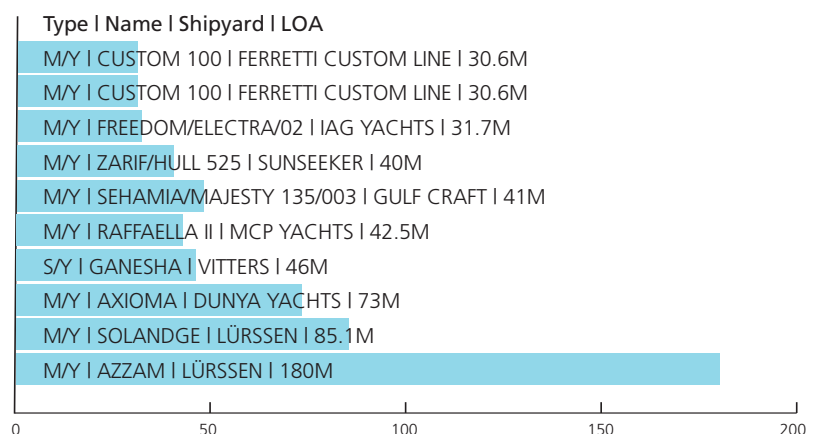 Type | Name | Shipyard | LOA
M/Y | CUSTOM 100 | FERRETTI CUSTOM LINE | 30.6M
M/Y | CUSTOM 100 | FERRETTI CUSTOM LINE | 30.6M
M/Y | FREEDOM/ELECTRA/02 | IAG YACHTS | 31.7M
M/Y | ZARIF/HULL 525 | SUNSEEKER | 40M
M/Y | SEHAMIA/MAJESTY 135/003 | GULF CRAFT | 41M
M/Y | RAFFAELLA II | MCP YACHTS | 42.5M
S/Y | GANESHA | VITTERS | 46M
M/Y | AXIOMA | DUNYA YACHTS | 73M
M/Y | SOLANDGE | LÜRSSEN | 85.1M
M/Y | AZZAM | LÜRSSEN | 180M
0 50 100 150 200